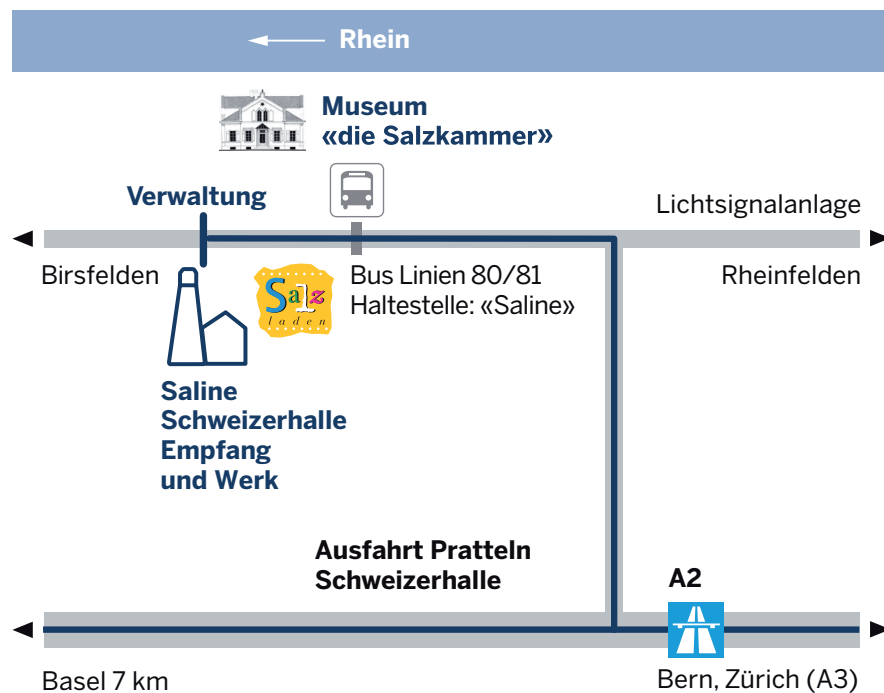 Rhein
Museum
«die Salzkammer»
Verwaltung
Lichtsignalanlage
Birsfelden
Salz
laden
Bus Linien 80/81
Haltestelle: «Saline»
Rheinfelden
Saline
Schweizerhalle
Empfang
und Werk
Ausfahrt Pratteln
Schweizerhalle
A2
Basel 7 km
Bern, Zürich (A3)